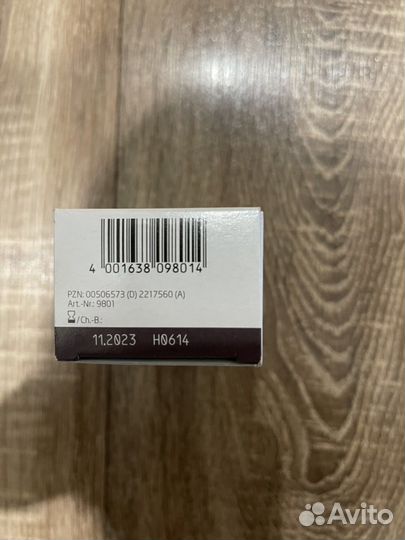 4 001638 098014
PZN: 00506573 (D) 2217560 (A)
Art.-Nr.: 9801
/Ch.-B.:
11.2023 H0614
Avito